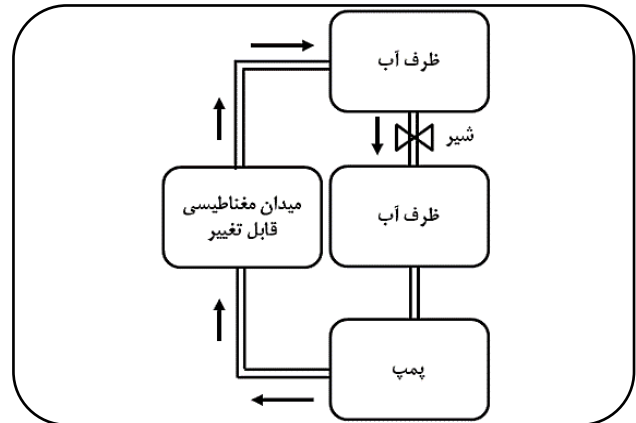 ظرف آب
شیر
ظرف آب
میدان مغناطیسی
قابل تغییر
پمپ